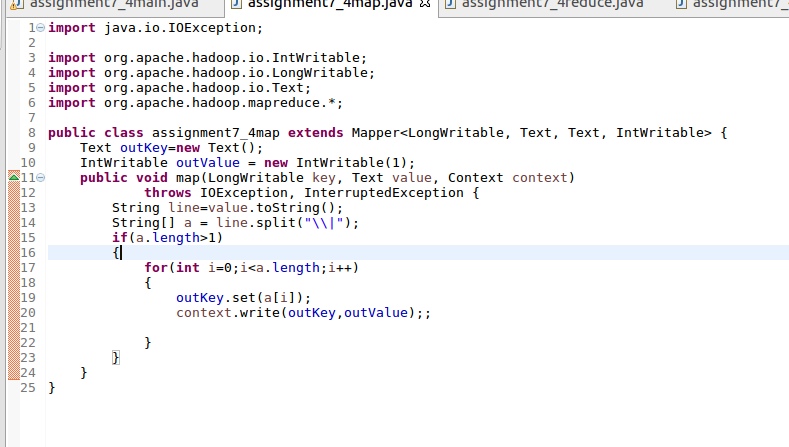 assignment7_4main.java assignment7_4map.java assignment7_4reduce.java assignment7_
1 import java.io.IOException;
2
3 import org.apache.hadoop.io.IntWritable;
4 import org.apache.hadoop.io.LongWritable;
5 import org.apache.hadoop.io.Text;
6 import org.apache.hadoop.mapreduce.*;
7
8 public class assignment7_4map extends Mapper<LongWritable, Text, Text, IntWritable> {
9     Text outKey=new Text();
10     IntWritable outValue = new IntWritable(1);
11     public void map(LongWritable key, Text value, Context context)
12             throws IOException, InterruptedException {
13         String line=value.toString();
14         String[] a = line.split("\\|");
15         if(a.length>1)
16         {
17             for(int i=0;i<a.length;i++)
18             {
19                 outKey.set(a[i]);
20                 context.write(outKey,outValue);;
21
22             }
23         }
24     }
25 }